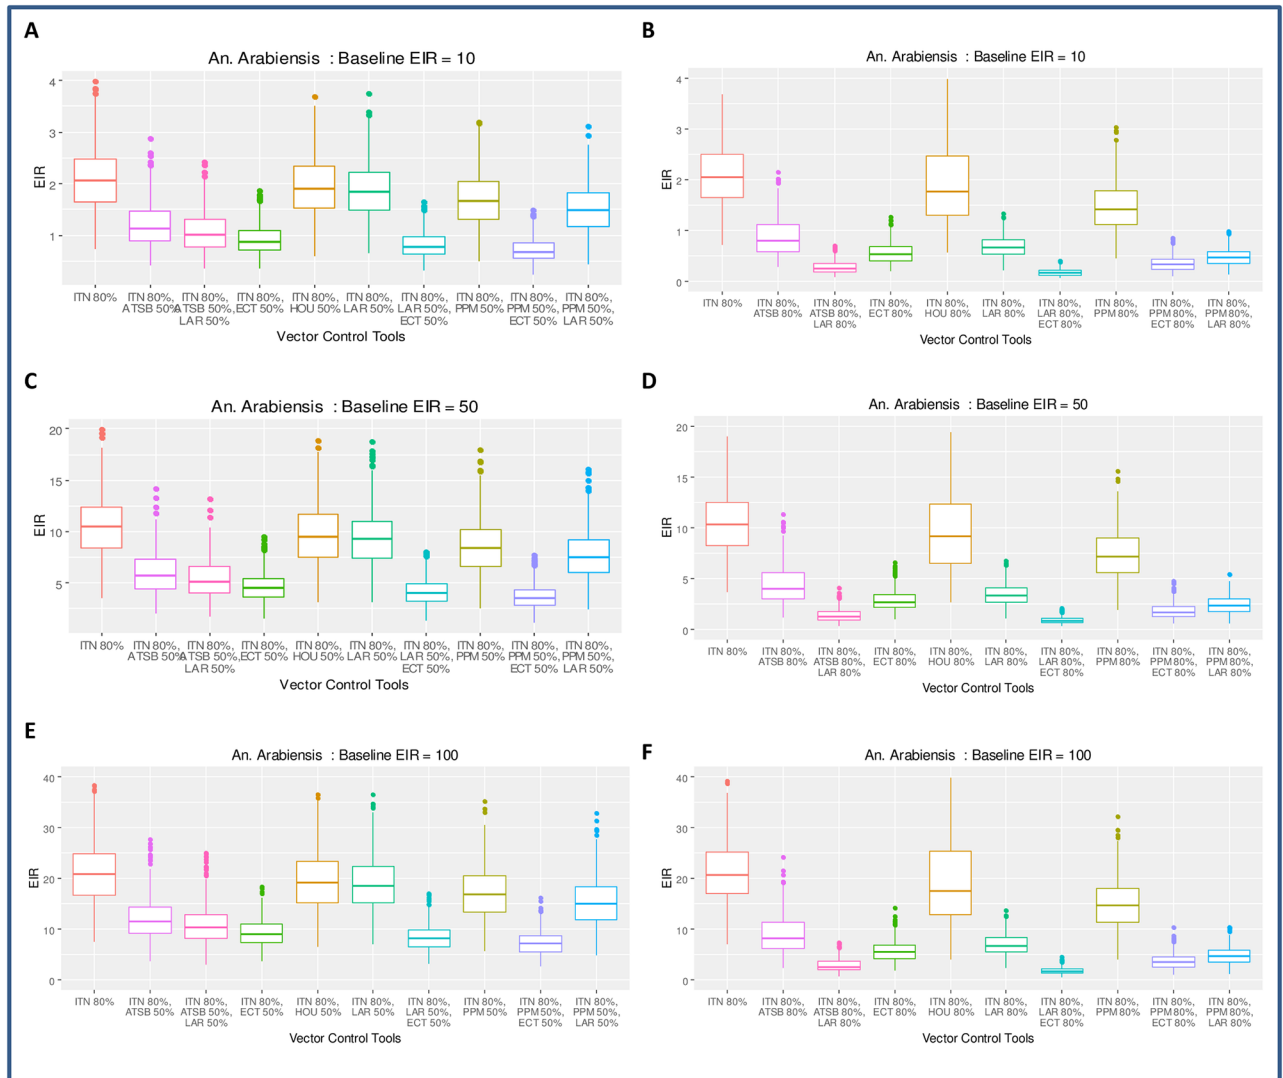 A
An. Arabiensis : Baseline EIR = 10
EIR
4
3
2
1
ITN 80%
ITN 80%,
ATSB 50%
ITN 80%,
ATSB 50%,
LAR 50%
ITN 80%,
ECT 50%
ITN 80%,
HOU 50%
ITN 80%,
LAR 50%
ITN 80%,
LAR 50%,
ECT 50%
ITN 80%,
PPM 50%
ITN 80%,
PPM 50%,
ECT 50%
ITN 80%,
PPM 50%,
LAR 50%
Vector Control Tools
B
An. Arabiensis : Baseline EIR = 10
EIR
4
3
2
1
0
ITN 80%
ITN 80%,
ATSB 80%
ITN 80%,
ATSB 80%,
LAR 80%
ITN 80%,
ECT 80%
ITN 80%,
HOU 80%
ITN 80%,
LAR 80%
ITN 80%,
LAR 80%,
ECT 80%
ITN 80%,
PPM 80%
ITN 80%,
PPM 80%,
ECT 80%
ITN 80%,
PPM 80%,
LAR 80%
Vector Control Tools
C
An. Arabiensis : Baseline EIR = 50
EIR
20
15
10
5
ITN 80%
ITN 80%,
ATSB 50%
ITN 80%,
ATSB 50%,
LAR 50%
ITN 80%,
ECT 50%
ITN 80%,
HOU 50%
ITN 80%,
LAR 50%
ITN 80%,
LAR 50%,
ECT 50%
ITN 80%,
PPM 50%
ITN 80%,
PPM 50%,
ECT 50%
ITN 80%,
PPM 50%,
LAR 50%
Vector Control Tools
D
An. Arabiensis : Baseline EIR = 50
EIR
20
15
10
5
0
ITN 80%
ITN 80%,
ATSB 80%
ITN 80%,
ATSB 80%,
LAR 80%
ITN 80%,
ECT 80%
ITN 80%,
HOU 80%
ITN 80%,
LAR 80%
ITN 80%,
LAR 80%,
ECT 80%
ITN 80%,
PPM 80%
ITN 80%,
PPM 80%,
ECT 80%
ITN 80%,
PPM 80%,
LAR 80%
Vector Control Tools
E
An. Arabiensis : Baseline EIR = 100
EIR
40
30
20
10
0
ITN 80%
ITN 80%,
ATSB 50%
ITN 80%,
ATSB 50%,
LAR 50%
ITN 80%,
ECT 50%
ITN 80%,
HOU 50%
ITN 80%,
LAR 50%
ITN 80%,
LAR 50%,
ECT 50%
ITN 80%,
PPM 50%
ITN 80%,
PPM 50%,
ECT 50%
ITN 80%,
PPM 50%,
LAR 50%
Vector Control Tools
F
An. Arabiensis : Baseline EIR = 100
EIR
40
30
20
10
0
ITN 80%
ITN 80%,
ATSB 80%
ITN 80%,
ATSB 80%,
LAR 80%
ITN 80%,
ECT 80%
ITN 80%,
HOU 80%
ITN 80%,
LAR 80%
ITN 80%,
LAR 80%,
ECT 80%
ITN 80%,
PPM 80%
ITN 80%,
PPM 80%,
ECT 80%
ITN 80%,
PPM 80%,
LAR 80%
Vector Control Tools